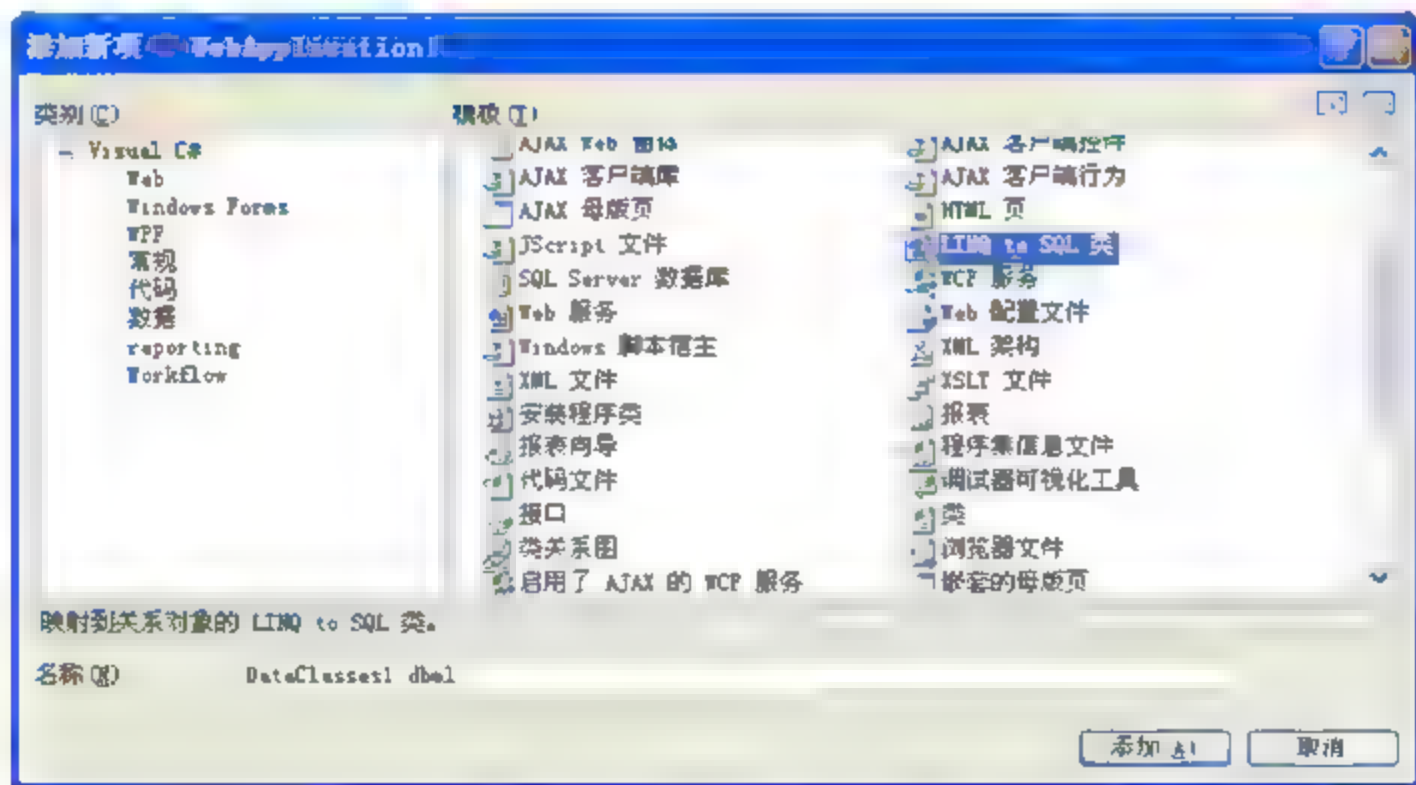 添加新项 - WebApplication
类别(C)
Visual C#
Web
Windows Forms
WPF
常规
代码
数据
reporting
Workflow
模板(T)
AJAX Web 窗体
AJAX 客户端控件
AJAX 客户端库
AJAX 客户端行为
AJAX 母版页
HTML 页
JScript 文件
LINQ to SQL 类
SQL Server 数据库
WCF 服务
Web 服务
Web 配置文件
Windows 脚本宿主
XML 架构
XML 文件
XSLT 文件
安装程序类
报表
报表向导
程序集信息文件
代码文件
调试器可视化工具
接口
类
类关系图
浏览器文件
启用了 AJAX 的 WCF 服务
嵌套的母版页
映射到关系对象的 LINQ to SQL 类。
名称(N)
DataClasses1 dbml
添加(A)
取消